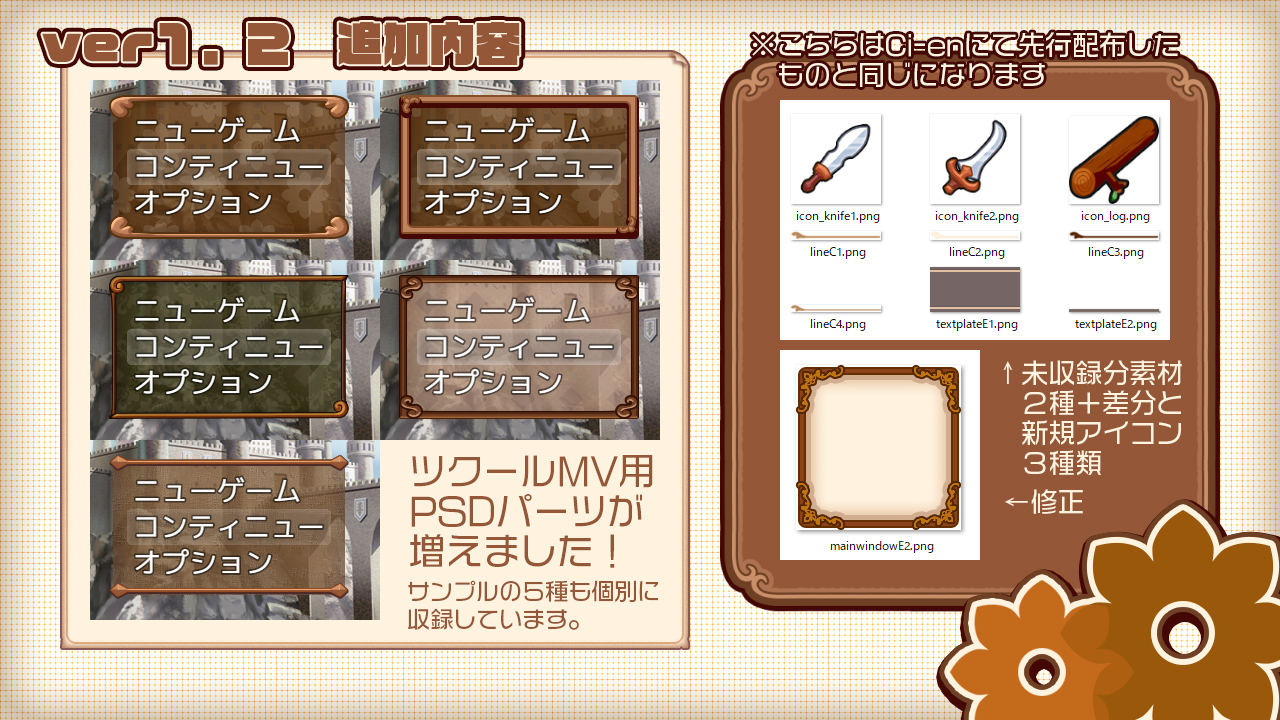 ver1.2 追加内容
ニューゲーム
コンティニュー
オプション
ニューゲーム
コンティニュー
オプション
ニューゲーム
コンティニュー
オプション
ニューゲーム
コンティニュー
オプション
ニューゲーム
コンティニュー
オプション
ツクールMV用
PSDパーツが
増えました！
サンプルの５種も個別に
収録しています。
※こちらはCi-enにて先行配布した
ものと同じになります
icon_knife1.png
icon_knife2.png
icon_log.png
lineC1.png
lineC2.png
lineC3.png
lineC4.png
textplateE1.png
textplateE2.png
↑未収録分素材
２種＋差分と
新規アイコン
３種類
←修正
mainwindowE2.png